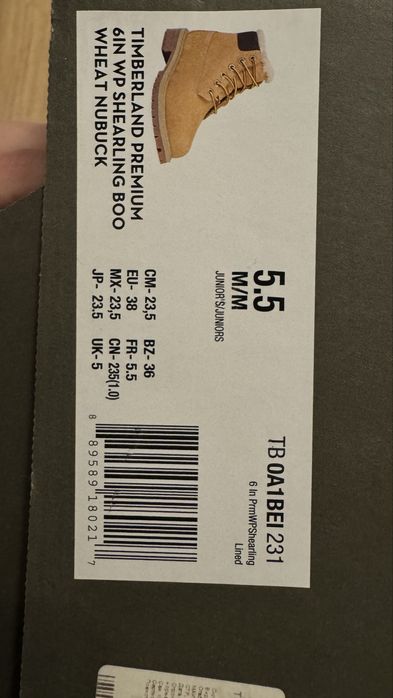 TIMBERLAND PREMIUM
6IN WP SHEARLING BOO
WHEAT NUBUCK
5.5
M/M
JUNIOR'S/JUNIORS
CM- 23,5 BZ- 36
EU- 38 FR- 5.5
MX- 23,5 CN- 235(1.0)
JP- 23.5 UK- 5
TB 0A1BEI 231
6 In PrmWPShearling
Lined
8 89589 18021 7